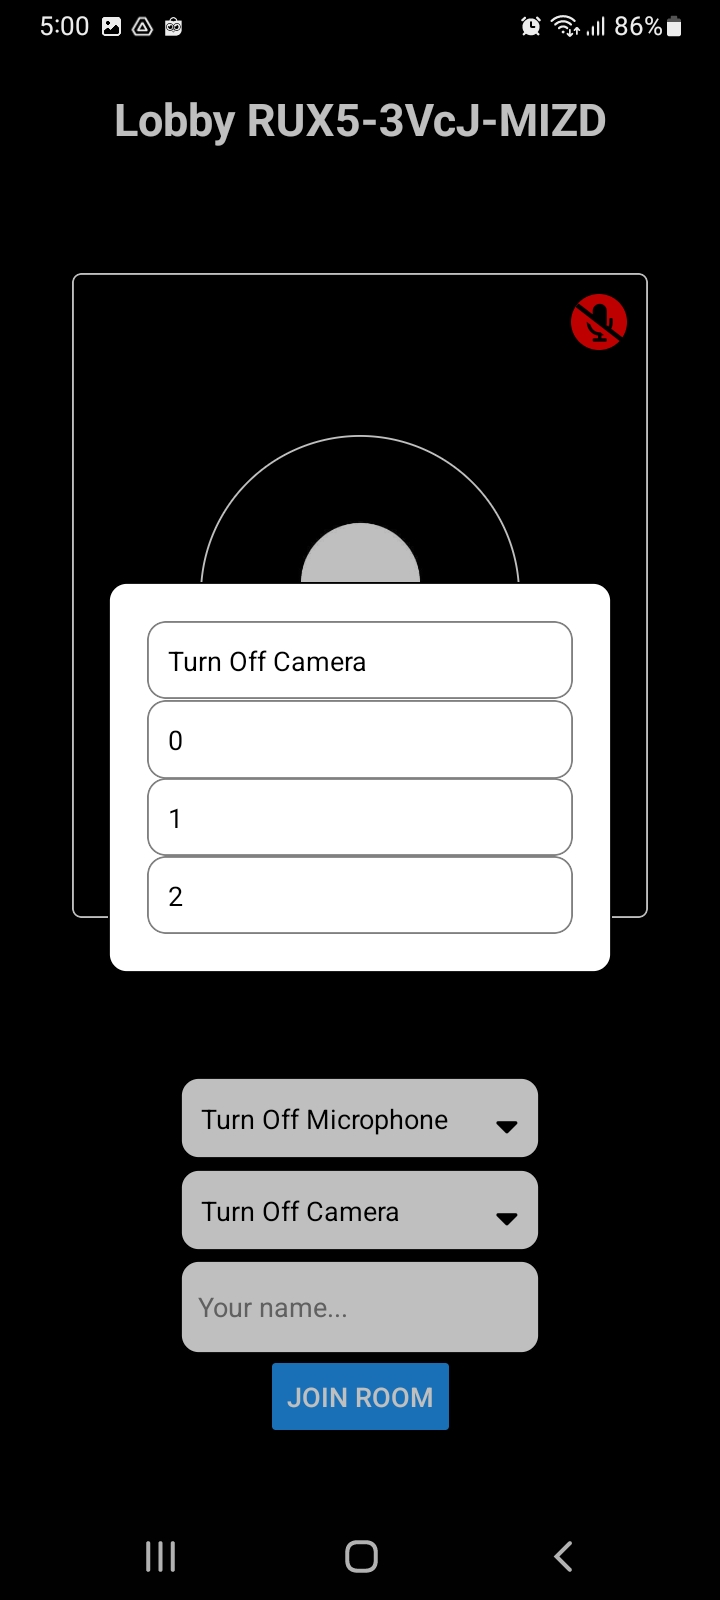 5:00
86%
Lobby RUX5-3VcJ-MIZD
Turn Off Camera
0
1
2
Turn Off Microphone
Turn Off Camera
Your name...
JOIN ROOM